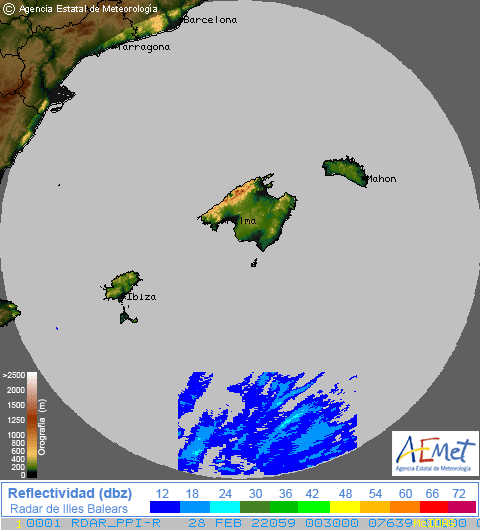 © Agencia Estatal de Meteorología
Barcelona
Tarragona
Mahon
lma
Ibiza
>2500
2000
1500
1000
800
600
400
200
0
Orografía (m)
AEMet
Agencia Estatal de Meteorología
Reflectividad (dbz)
Radar de Illes Balears
12 18 24 30 36 42 48 54 60 66 72
1 0001 RDAR_PPI-R 28 FEB 22059 003000 07639